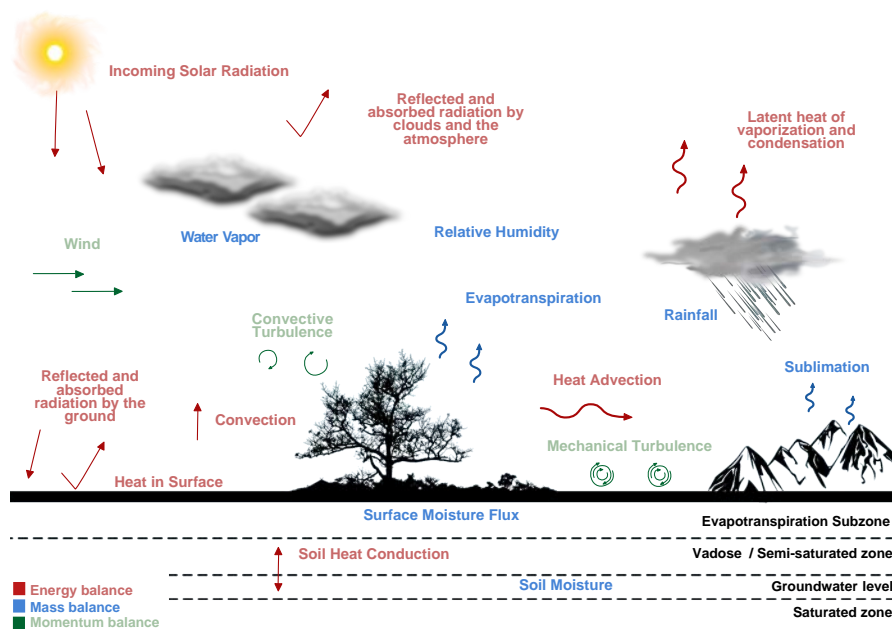 Incoming Solar Radiation
Reflected and
absorbed radiation by
clouds and the
atmosphere
Latent heat of
vaporization and
condensation
Wind
Water Vapor
Relative Humidity
Evapotranspiration
Rainfall
Convective
Turbulence
Sublimation
Reflected and
absorbed
radiation by the
ground
Heat Advection
Convection
Mechanical Turbulence
Heat in Surface
Surface Moisture Flux
Evapotranspiration Subzone
Soil Heat Conduction
Vadose / Semi-saturated zone
Soil Moisture
Groundwater level
Saturated zone
Energy balance
Mass balance
Momentum balance